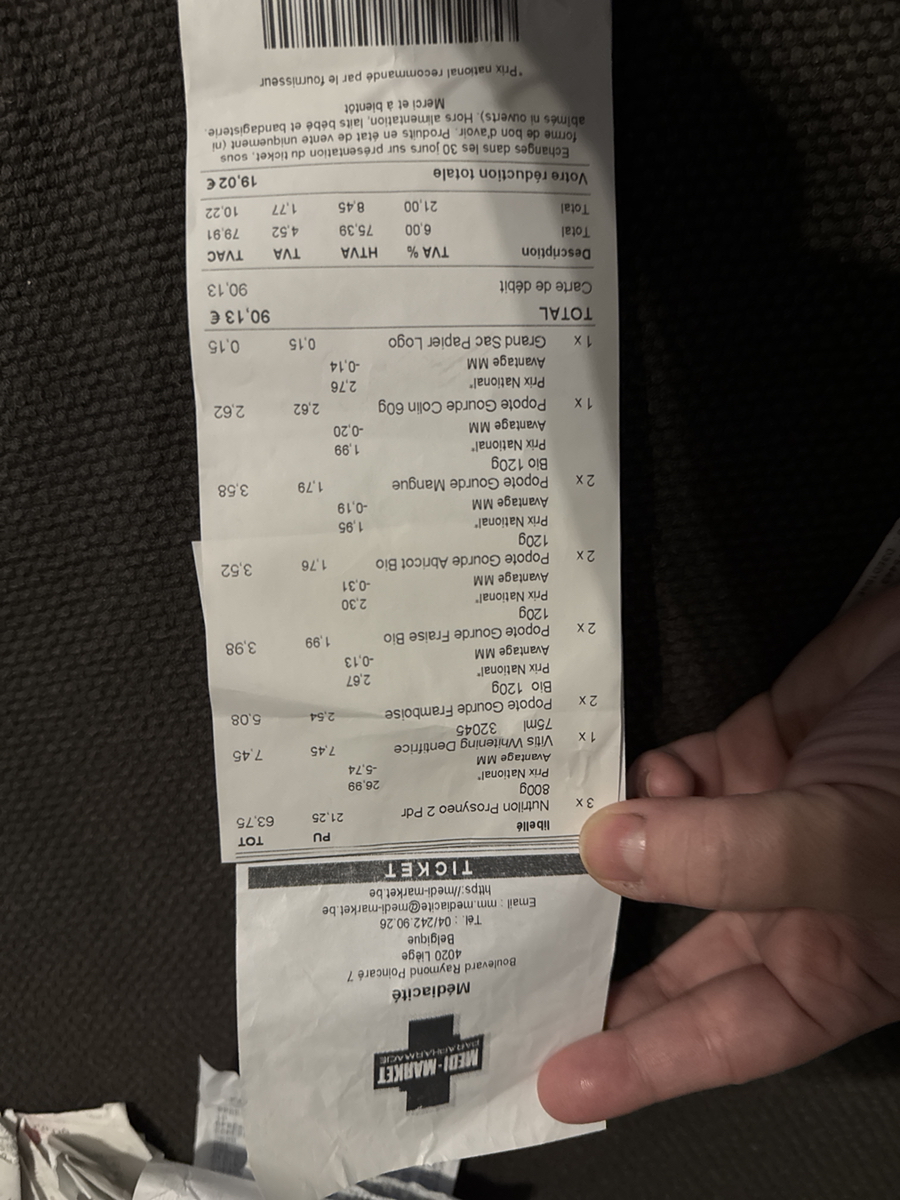 MEDI-MARKET
PARAPHARMACIE
Médiacité
Boulevard Raymond Poincaré 7
4020 Liège
Belgique
Tél. : 04/242.90.26
Email : mm.mediacite@medi-market.be
https://medi-market.be
TICKET
libellé PU TOT
3 x Nutrilon Prosyneo 2 Pdr 21,25 63,75
800g
Prix National* 26,99
Avantage MM -5,74
1 x Vitis Whitening Dentifrice 7,45 7,45
75ml 32045
2 x Popote Gourde Framboise 2,54 5,08
Bio 120g
Prix National* 2,67
Avantage MM -0,13
2 x Popote Gourde Fraise Bio 1,99 3,98
120g
Prix National* 2,30
Avantage MM -0,31
2 x Popote Gourde Abricot Bio 1,76 3,52
120g
Prix National* 1,95
Avantage MM -0,19
2 x Popote Gourde Mangue 1,79 3,58
Bio 120g
Prix National* 1,99
Avantage MM -0,20
1 x Popote Gourde Colin 60g 2,62 2,62
Prix National* 2,76
Avantage MM -0,14
1 x Grand Sac Papier Logo 0,15 0,15
TOTAL 90,13 €
Carte de débit 90,13
Description TVA % HTVA TVA TVAC
Total 6,00 75,39 4,52 79,91
Total 21,00 8,45 1,77 10,22
Votre réduction totale 19,02 €
Echanges dans les 30 jours sur présentation du ticket, sous
forme de bon d'avoir. Produits en état de vente uniquement (ni
abîmés ni ouverts). Hors alimentation, laits bébé et bandagisterie.
Merci et à bientôt
*Prix national recommandé par le fournisseur